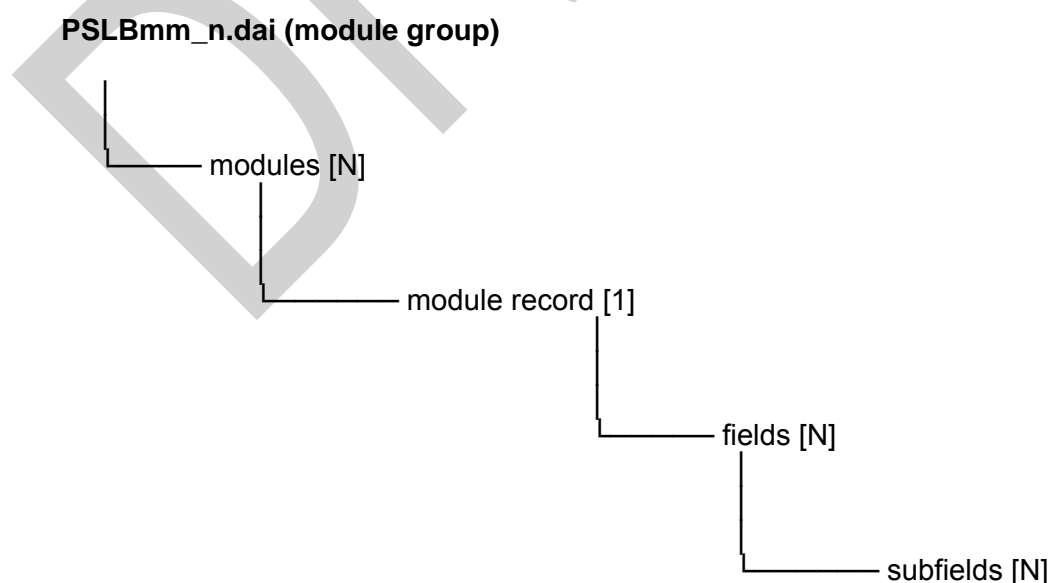 PSLBmm_n.dai (module group)
modules [N]
module record [1]
fields [N]
subfields [N]